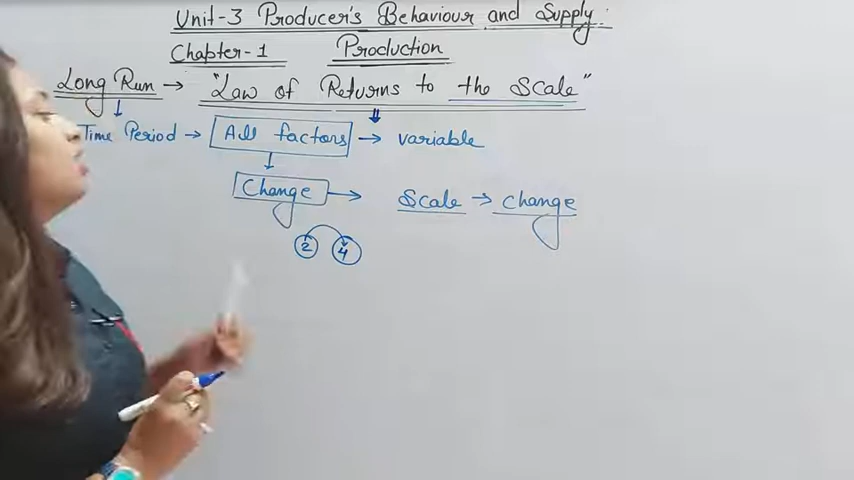 Unit-3 Producer's Behaviour and Supply.
Chapter-1 Production
Long Run → "Law of Returns to the Scale"
Time Period → All factors → variable
Change → Scale → change
2 4